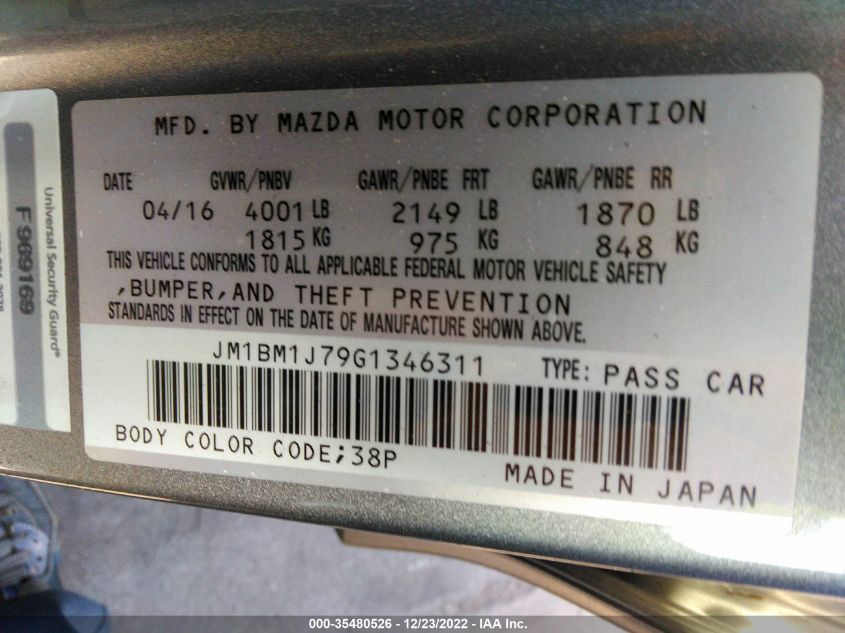 MFD. BY MAZDA MOTOR CORPORATION
DATE GVWR/PNBV GAWR/PNBE FRT GAWR/PNBE RR
04/16 4001 LB 2149 LB 1870 LB
1815 KG 975 KG 848 KG
THIS VEHICLE CONFORMS TO ALL APPLICABLE FEDERAL MOTOR VEHICLE SAFETY
,BUMPER,AND THEFT PREVENTION
STANDARDS IN EFFECT ON THE DATE OF MANUFACTURE SHOWN ABOVE.
JM1BM1J79G1346311 TYPE: PASS CAR
BODY COLOR CODE;38P
MADE IN JAPAN
Universal Security Guard®
F969169
000-35480526 - 12/23/2022 - IAA Inc.